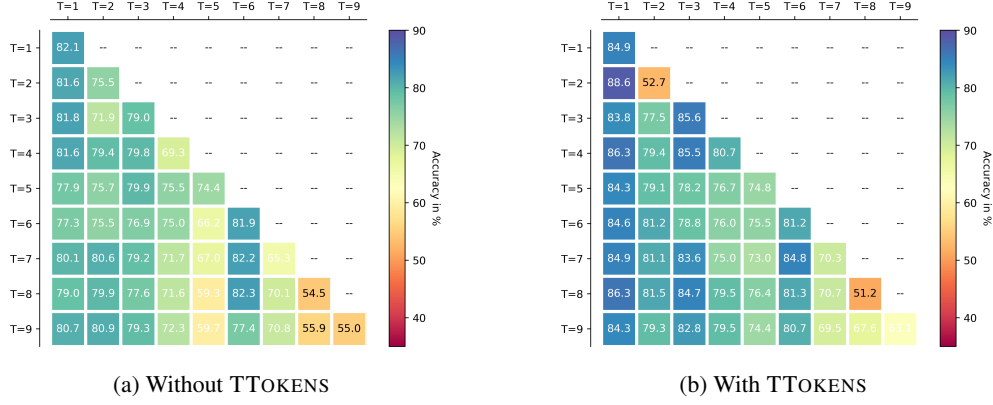 T=1 T=2 T=3 T=4 T=5 T=6 T=7 T=8 T=9
T=1 82.1 -- -- -- -- -- -- -- --
T=2 81.6 75.5 -- -- -- -- -- -- --
T=3 81.8 71.9 79.0 -- -- -- -- -- --
T=4 81.6 79.4 79.8 69.3 -- -- -- -- --
T=5 77.9 75.7 79.9 75.5 74.4 -- -- -- --
T=6 77.3 75.5 76.9 75.0 66.2 81.9 -- -- --
T=7 80.1 80.6 79.2 71.7 67.0 82.2 65.3 -- --
T=8 79.0 79.9 77.6 71.6 59.3 82.3 70.1 54.5 --
T=9 80.7 80.9 79.3 72.3 59.7 77.4 70.8 55.9 55.0
90
80
70
60
50
40
Accuracy in %
(a) Without TTOKENS
T=1 T=2 T=3 T=4 T=5 T=6 T=7 T=8 T=9
T=1 84.9 -- -- -- -- -- -- -- --
T=2 88.6 52.7 -- -- -- -- -- -- --
T=3 83.8 77.5 85.6 -- -- -- -- -- --
T=4 86.3 79.4 85.5 80.7 -- -- -- -- --
T=5 84.3 79.1 78.2 76.7 74.8 -- -- -- --
T=6 84.6 81.2 78.8 76.0 75.5 81.2 -- -- --
T=7 84.9 81.1 83.6 75.0 73.0 84.8 70.3 -- --
T=8 86.3 81.5 84.7 79.5 76.4 81.3 70.7 51.2 --
T=9 84.3 79.3 82.8 79.5 74.4 80.7 69.5 67.6
90
80
70
60
50
40
Accuracy in %
(b) With TTOKENS